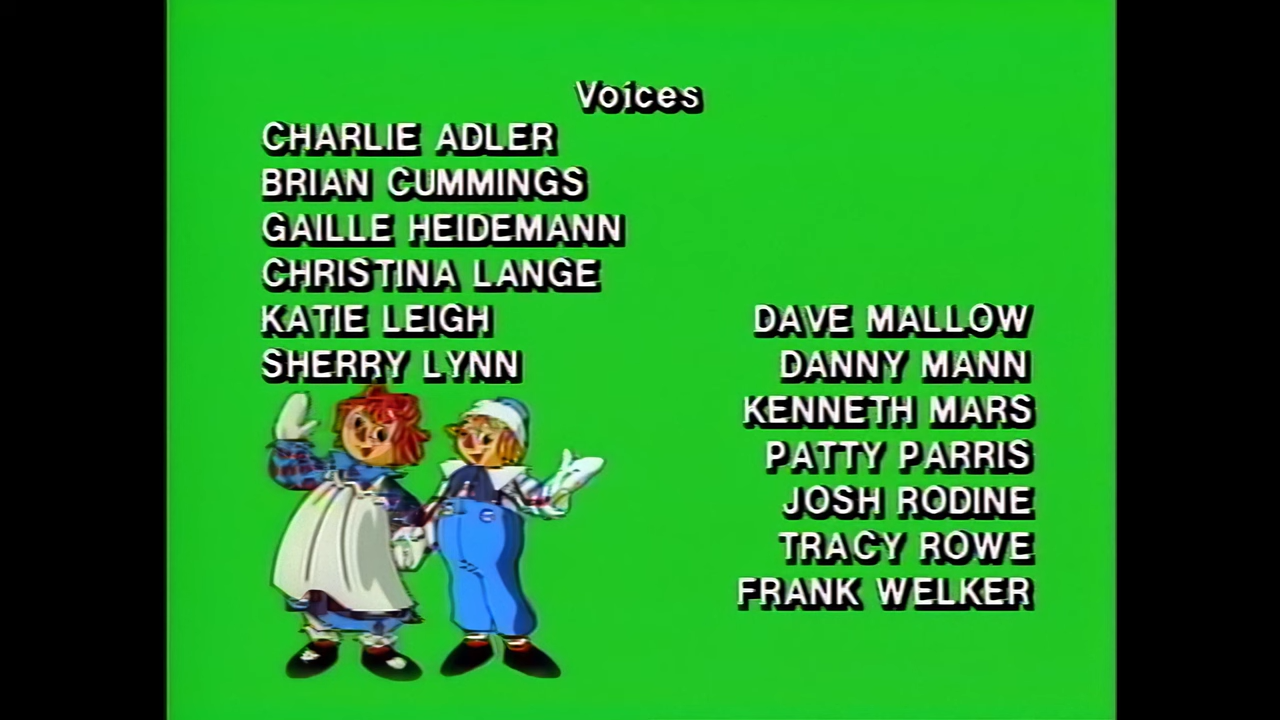 Voices
CHARLIE ADLER
BRIAN CUMMINGS
GAILLE HEIDEMANN
CHRISTINA LANGE
KATIE LEIGH
SHERRY LYNN
DAVE MALLOW
DANNY MANN
KENNETH MARS
PATTY PARRIS
JOSH RODINE
TRACY ROWE
FRANK WELKER